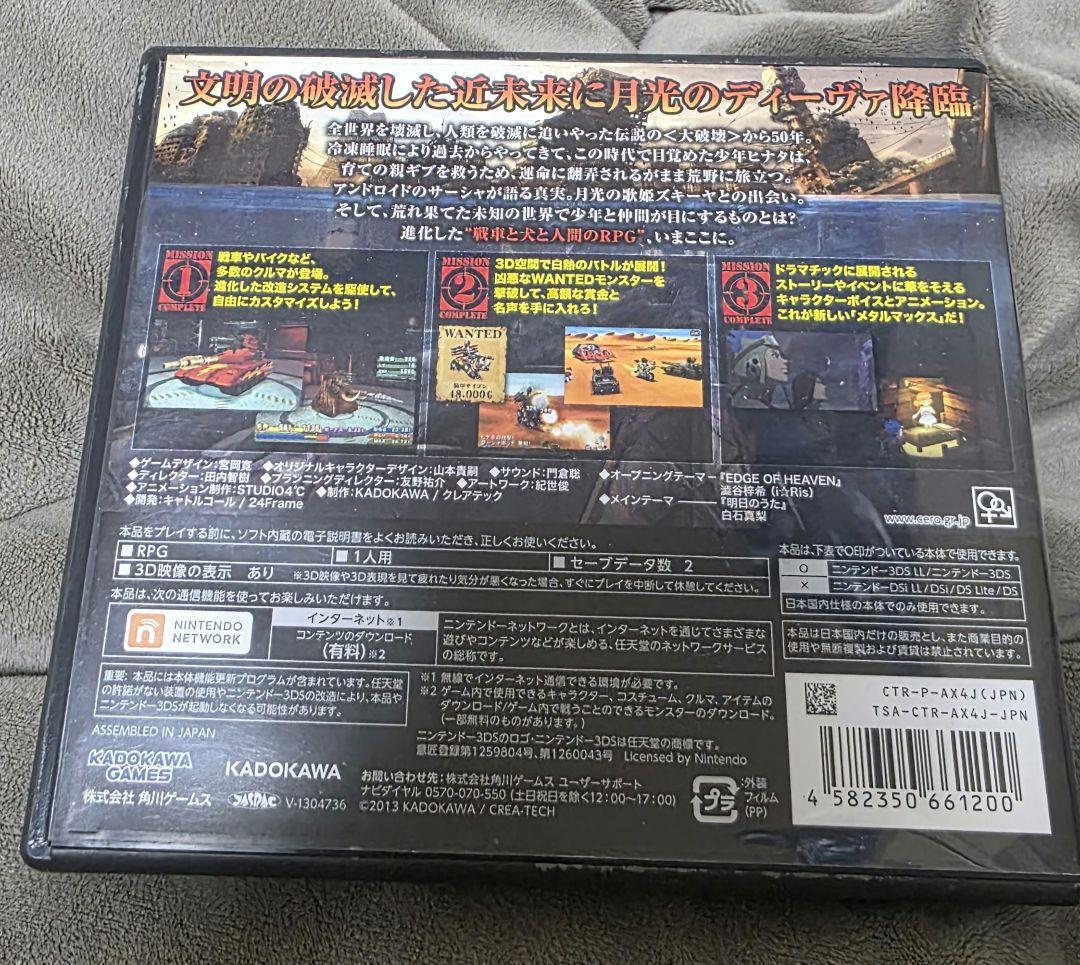 文明の破滅した近未来に月光のディーヴァ降臨
全世界を壊滅し、人類を破滅に追いやった伝説の<大破壊>から50年。
冷凍睡眠により過去からやってきて、この時代で目覚めた少年ヒナタは、
育ての親ギブを救うため、運命に翻弄されるがまま荒野に旅立つ。
アンドロイドのサーシャが語る真実。月光の歌姫ズキーヤとの出会い。
そして、荒れ果てた未知の世界で少年と仲間が目にするものとは?
進化した“戦車と犬と人間のRPG”、いまここに。
MISSION
1
COMPLETE
戦車やバイクなど、
多数のクルマが登場。
進化した改造システムを駆使して、
自由にカスタマイズしよう!
MISSION
2
COMPLETE
3D空間で白熱のバトルが展開!
凶悪なWANTEDモンスターを
撃破して、高額な賞金と
名声を手に入れろ!
WANTED
18,000G
MISSION
3
COMPLETE
ドラマチックに展開される
ストーリーやイベントに華をそえる
キャラクターボイスとアニメーション。
これが新しい「メタルマックス」だ!
◆ゲームデザイン:宮岡寛 ◆オリジナルキャラクターデザイン:山本貴嗣 ◆サウンド:門倉聡
◆ディレクター:田内智樹 ◆プランニングディレクター:友野祐介 ◆アートワーク:紀世俊
◆アニメーション制作:STUDIO4℃ ◆制作:KADOKAWA / クレアテック
◆開発:キャトルコール / 24Frame
◆オープニングテーマ『EDGE OF HEAVEN』
澁谷梓希(i☆Ris)
◆メインテーマ『明日のうた』
白石真梨
www.cero.gr.jp
本品をプレイする前に、ソフト内蔵の電子説明書をよくお読みいただき、正しくお使いください。
■RPG ■1人用 ■セーブデータ数 2
■3D映像の表示 あり ※3D映像や3D表現を見て疲れたり気分が悪くなった場合、すぐにプレイを中断して休憩してください。
本品は、下表で○印がついている本体で使用できます。
○ ニンテンドー3DS LL/ニンテンドー3DS
× ニンテンドーDSi LL/DSi/DS Lite/DS
日本国内仕様の本体でのみ使用できます。
本品は、次の通信機能を使ってお楽しみいただけます。
NINTENDO
NETWORK
インターネット※1
コンテンツのダウンロード
(有料)※2
ニンテンドーネットワークとは、インターネットを通じてさまざまな
遊びやコンテンツなどが楽しめる、任天堂のネットワークサービス
の総称です。
本品は日本国内だけの販売とし、また商業目的の
使用や無断複製および賃貸は禁止されています。
重要:本品には本体機能更新プログラムが含まれています。任天堂
の許諾がない装置の使用やニンテンドー3DSの改造により、本品や
ニンテンドー3DSが起動しなくなる可能性があります。
※1 無線でインターネット通信できる環境が必要です。
※2 ゲーム内で使用できるキャラクター、コスチューム、クルマ、アイテムの
ダウンロード/ゲーム内で戦うことのできるモンスターのダウンロード。
(一部無料のものがあります。)
ニンテンドー3DSのロゴ・ニンテンドー3DSは任天堂の商標です。
意匠登録第1259804号、第1260043号 Licensed by Nintendo
ASSEMBLED IN JAPAN
KADOKAWA
GAMES
KADOKAWA
お問い合わせ先:株式会社角川ゲームス ユーザーサポート
ナビダイヤル 0570-070-550 (土日祝日を除く12:00~17:00)
株式会社 角川ゲームス
JASRAC
V-1304736
©2013 KADOKAWA / CREA-TECH
プラ
:外装
フィルム
(PP)
CTR-P-AX4J(JPN)
TSA-CTR-AX4J-JPN
4 582350 661200